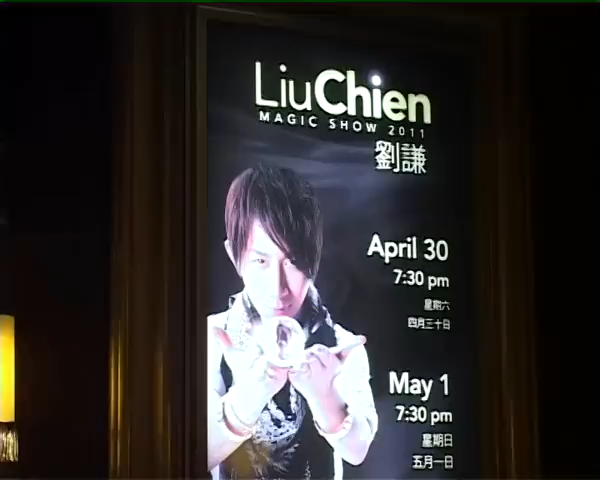 LiuChien
MAGIC SHOW 2011
劉謙
April 30
7:30 pm
星期六
四月三十日
May 1
7:30 pm
星期日
五月一日